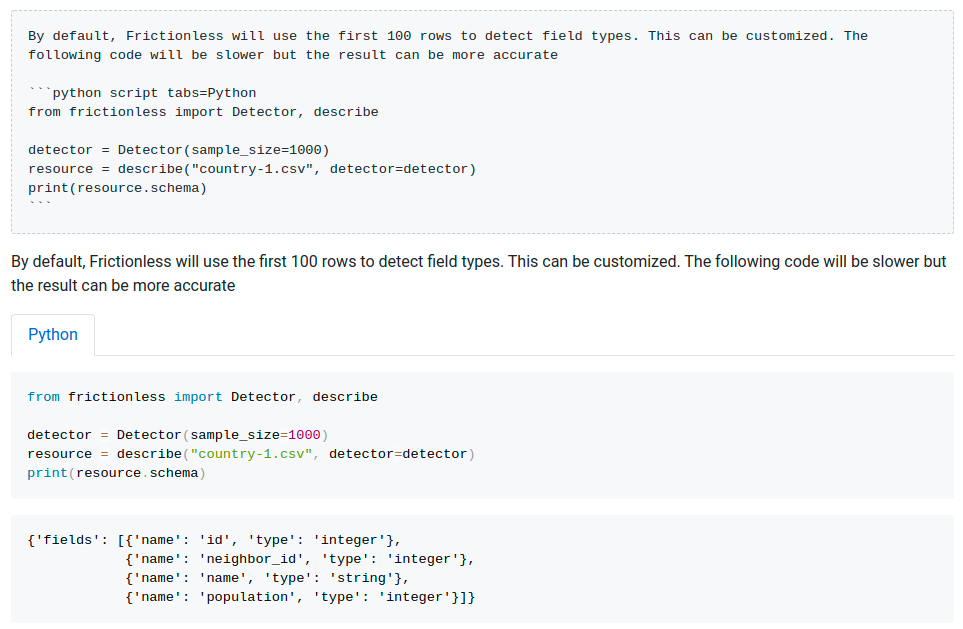 By default, Frictionless will use the first 100 rows to detect field types. This can be customized. The
following code will be slower but the result can be more accurate
```python script tabs=Python
from frictionless import Detector, describe
detector = Detector(sample_size=1000)
resource = describe("country-1.csv", detector=detector)
print(resource.schema)
```
By default, Frictionless will use the first 100 rows to detect field types. This can be customized. The following code will be slower but
the result can be more accurate
Python
from frictionless import Detector, describe
detector = Detector(sample_size=1000)
resource = describe("country-1.csv", detector=detector)
print(resource.schema)
{'fields': [{'name': 'id', 'type': 'integer'},
{'name': 'neighbor_id', 'type': 'integer'},
{'name': 'name', 'type': 'string'},
{'name': 'population', 'type': 'integer'}]}